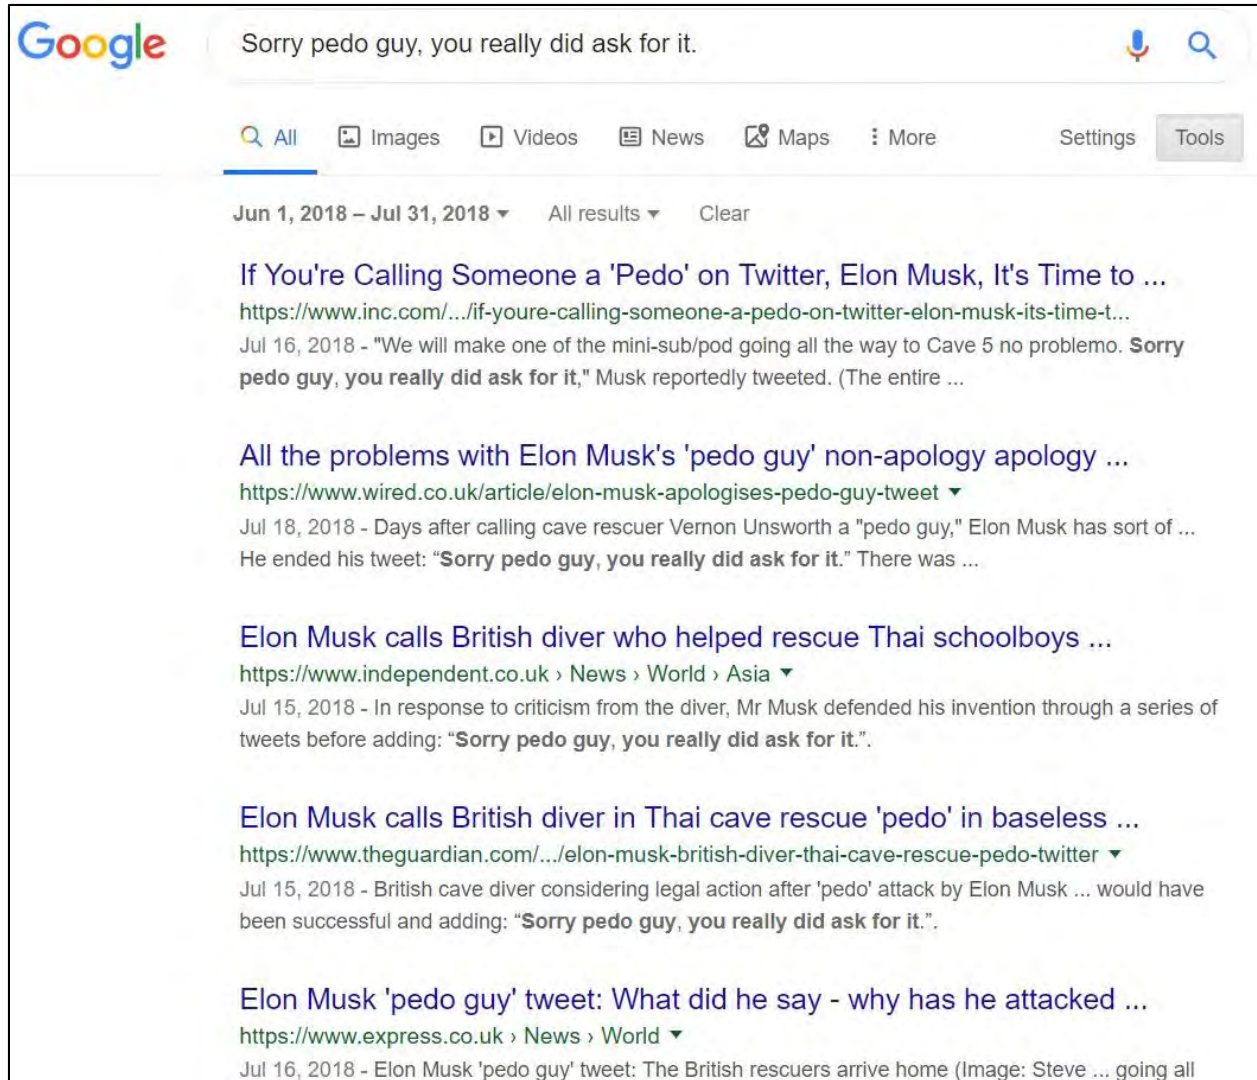 Google
Sorry pedo guy, you really did ask for it.
All Images Videos News Maps More Settings Tools
Jun 1, 2018 – Jul 31, 2018 All results Clear
If You're Calling Someone a 'Pedo' on Twitter, Elon Musk, It's Time to ...
https://www.inc.com/.../if-youre-calling-someone-a-pedo-on-twitter-elon-musk-its-time-t...
Jul 16, 2018 - "We will make one of the mini-sub/pod going all the way to Cave 5 no problemo. Sorry
pedo guy, you really did ask for it," Musk reportedly tweeted. (The entire ...
All the problems with Elon Musk's 'pedo guy' non-apology apology ...
https://www.wired.co.uk/article/elon-musk-apologises-pedo-guy-tweet
Jul 18, 2018 - Days after calling cave rescuer Vernon Unsworth a "pedo guy," Elon Musk has sort of ...
He ended his tweet: “Sorry pedo guy, you really did ask for it.” There was ...
Elon Musk calls British diver who helped rescue Thai schoolboys ...
https://www.independent.co.uk › News › World › Asia
Jul 15, 2018 - In response to criticism from the diver, Mr Musk defended his invention through a series of
tweets before adding: “Sorry pedo guy, you really did ask for it.”.
Elon Musk calls British diver in Thai cave rescue 'pedo' in baseless ...
https://www.theguardian.com/.../elon-musk-british-diver-thai-cave-rescue-pedo-twitter
Jul 15, 2018 - British cave diver considering legal action after 'pedo' attack by Elon Musk ... would have
been successful and adding: “Sorry pedo guy, you really did ask for it.”.
Elon Musk 'pedo guy' tweet: What did he say - why has he attacked ...
https://www.express.co.uk › News › World
Jul 16, 2018 - Elon Musk 'pedo guy' tweet: The British rescuers arrive home (Image: Steve ... going all